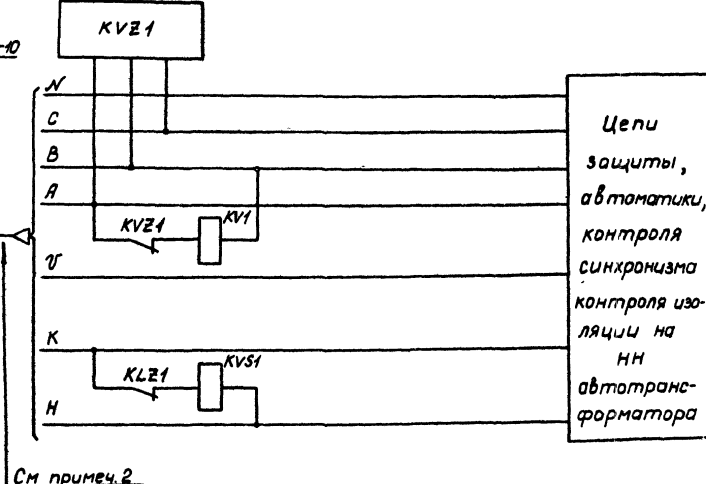 KVZ1
-10
N
C
B
A
KVZ1
KV1
U
K
KLZ1
KVS1
H
Цепи
защиты,
автоматики,
контроля
синхронизма
контроля изо-
ляции на
НН
автотранс-
форматора
См примеч.2